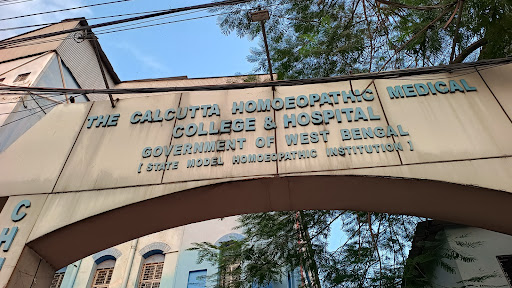 THE CALCUTTA HOMOEOPATHIC MEDICAL
COLLEGE & HOSPITAL
GOVERNMENT OF WEST BENGAL
[ STATE MODEL HOMOEOPATHIC INSTITUTION ]